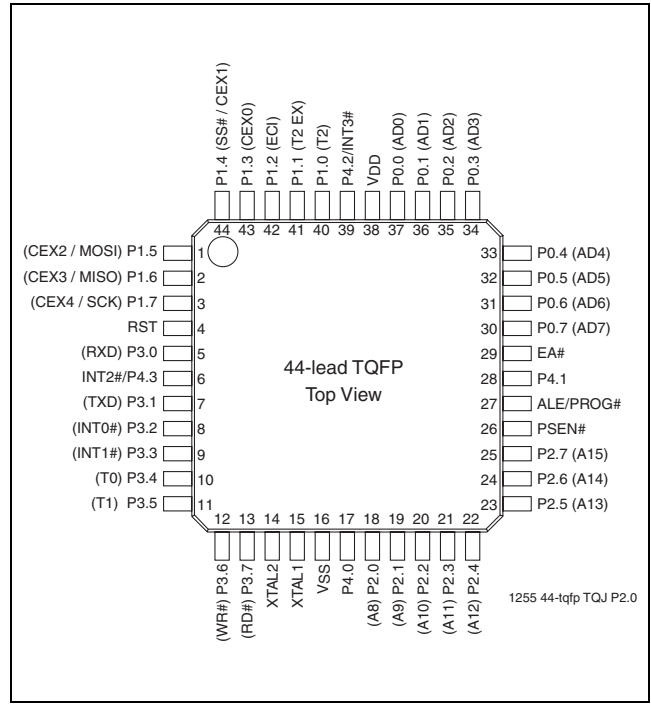 P1.4 (SS# / CEX1)
P1.3 (CEX0)
P1.2 (ECI)
P1.1 (T2 EX)
P1.0 (T2)
P4.2/INT3#
VDD
P0.0 (AD0)
P0.1 (AD1)
P0.2 (AD2)
P0.3 (AD3)
44 43 42 41 40 39 38 37 36 35 34
(CEX2 / MOSI) P1.5 1
(CEX3 / MISO) P1.6 2
(CEX4 / SCK) P1.7 3
RST 4
(RXD) P3.0 5
INT2#/P4.3 6
(TXD) P3.1 7
(INT0#) P3.2 8
(INT1#) P3.3 9
(T0) P3.4 10
(T1) P3.5 11
44-lead TQFP
Top View
33 P0.4 (AD4)
32 P0.5 (AD5)
31 P0.6 (AD6)
30 P0.7 (AD7)
29 EA#
28 P4.1
27 ALE/PROG#
26 PSEN#
25 P2.7 (A15)
24 P2.6 (A14)
23 P2.5 (A13)
12 13 14 15 16 17 18 19 20 21 22
(WR#) P3.6
(RD#) P3.7
XTAL2
XTAL1
VSS
P4.0
(A8) P2.0
(A9) P2.1
(A10) P2.2
(A11) P2.3
(A12) P2.4
1255 44-tqfp TQJ P2.0